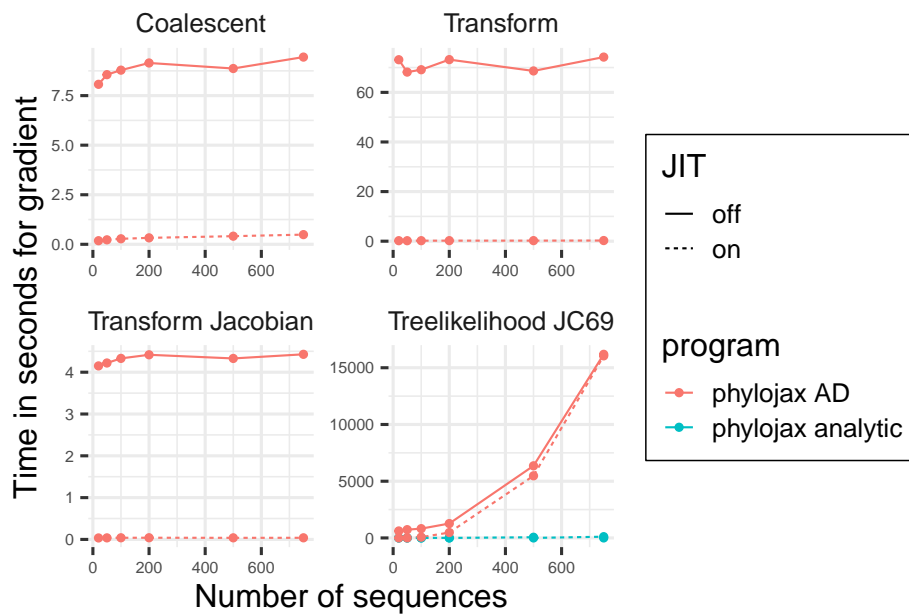 Coalescent
Transform
7.5
5.0
2.5
0.0
0 200 400 600
60
40
20
0
0 200 400 600
Transform Jacobian
Treelikelihood JC69
4
3
2
1
0
0 200 400 600
15000
10000
5000
0
0 200 400 600
Time in seconds for gradient
Number of sequences
JIT
off
on
program
phylojax AD
phylojax analytic